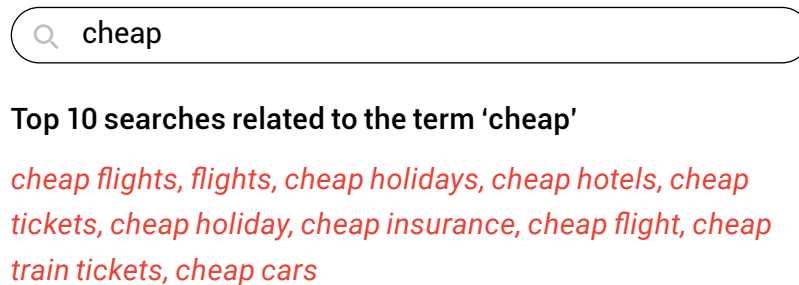 cheap
Top 10 searches related to the term ‘cheap’
cheap flights, flights, cheap holidays, cheap hotels, cheap
tickets, cheap holiday, cheap insurance, cheap flight, cheap
train tickets, cheap cars